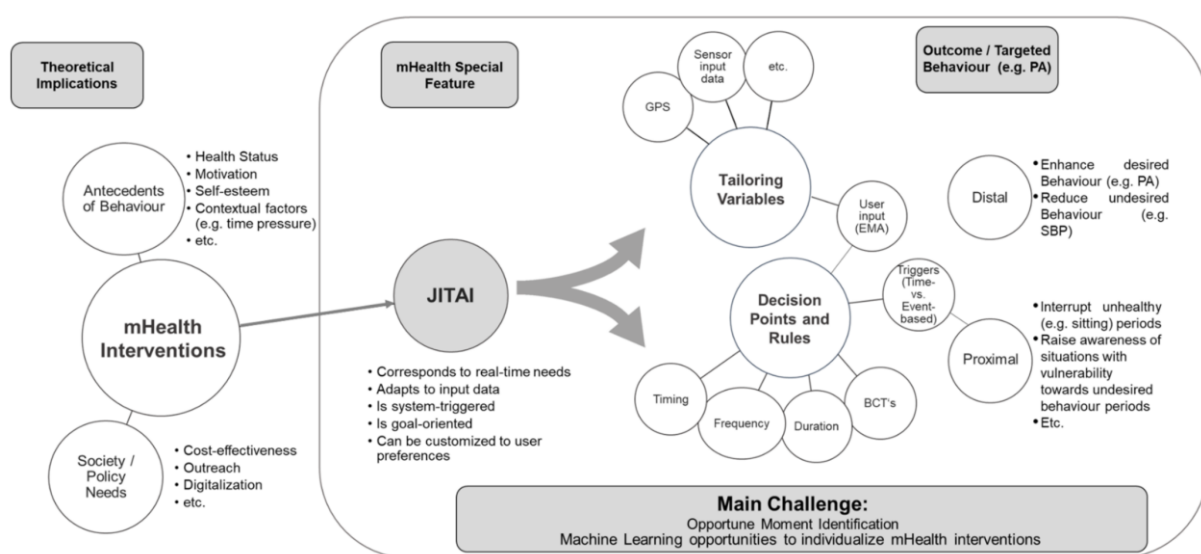 Theoretical
Implications
mHealth Special
Feature
Outcome / Targeted
Behaviour (e.g. PA)
Antecedents
of Behaviour
• Health Status
• Motivation
• Self-esteem
• Contextual factors
(e.g. time pressure)
• etc.
mHealth
Interventions
Society /
Policy
Needs
• Cost-effectiveness
• Outreach
• Digitalization
• etc.
JITAI
• Corresponds to real-time needs
• Adapts to input data
• Is system-triggered
• Is goal-oriented
• Can be customized to user
preferences
GPS
Sensor
input
data
etc.
Tailoring
Variables
User
input
(EMA)
Decision
Points and
Rules
Triggers
(Time-
vs.
Event-
based)
Timing
Frequency
Duration
BCT's
Distal
• Enhance desired
Behaviour (e.g. PA)
• Reduce undesired
Behaviour (e.g.
SBP)
Proximal
• Interrupt unhealthy
(e.g. sitting) periods
• Raise awareness of
situations with
vulnerability
towards undesired
behaviour periods
• Etc.
Main Challenge:
Opportune Moment Identification
Machine Learning opportunities to individualize mHealth interventions